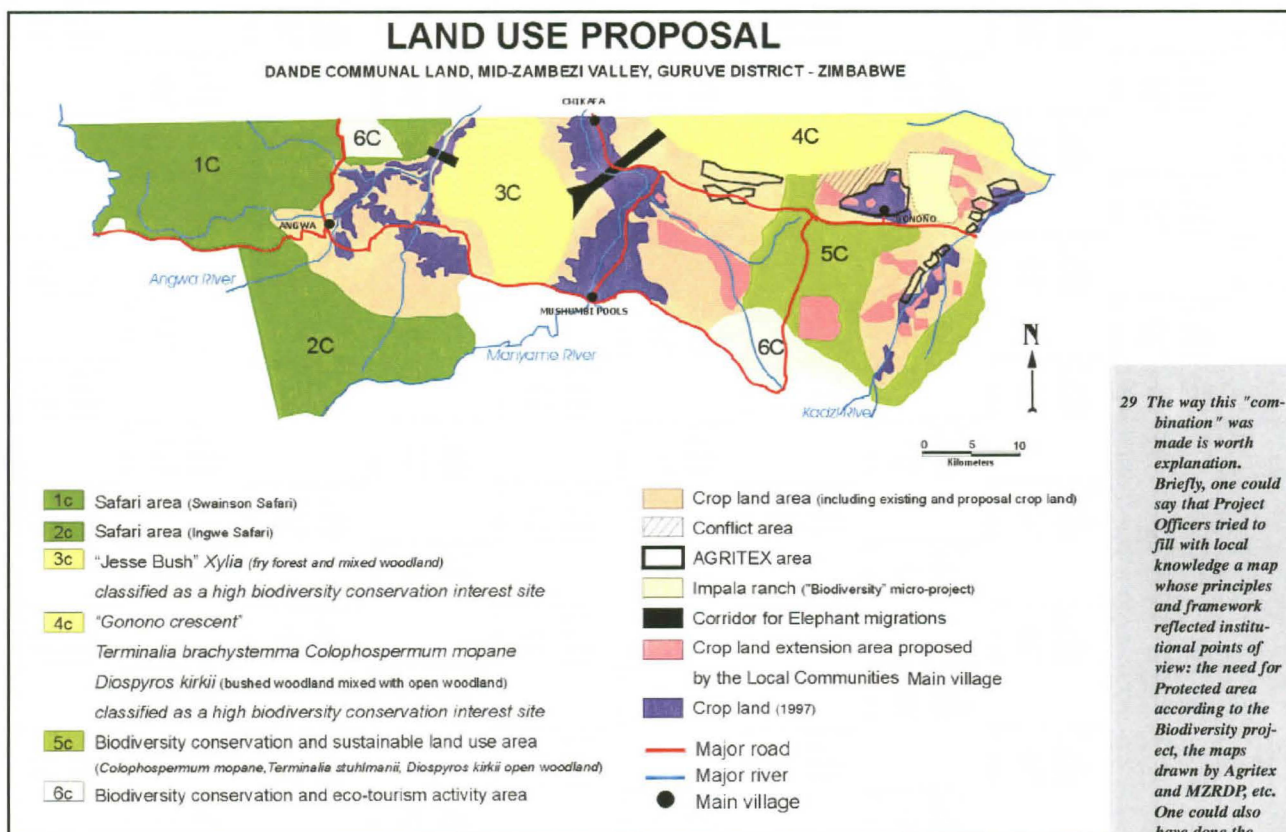 LAND USE PROPOSAL
DANDE COMMUNAL LAND, MID-ZAMBEZI VALLEY, GURUVE DISTRICT - ZIMBABWE
CHIKAFA
6C
4C
1C
3C
ANGWA
GONONO
5C
Angwa River
MUSHUMBI POOLS
2C
Manyame River
6C
N
Kadzi River
0 5 10
Kilometers
1c Safari area (Swainson Safari)
2c Safari area (Ingwe Safari)
3c "Jesse Bush" Xylia (fry forest and mixed woodland)
classified as a high biodiversity conservation interest site
4c "Gonono crescent"
Terminalia brachystemma Colophospermum mopane
Diospyros kirkii (bushed woodland mixed with open woodland)
classified as a high biodiversity conservation interest site
5c Biodiversity conservation and sustainable land use area
(Colophospermum mopane, Terminalia stuhlmanii, Diospyros kirkii open woodland)
6c Biodiversity conservation and eco-tourism activity area
Crop land area (including existing and proposal crop land)
Conflict area
AGRITEX area
Impala ranch ("Biodiversity" micro-project)
Corridor for Elephant migrations
Crop land extension area proposed
by the Local Communities Main village
Crop land (1997)
Major road
Major river
Main village
29 The way this "com-
bination" was
made is worth
explanation.
Briefly, one could
say that Project
Officers tried to
fill with local
knowledge a map
whose principles
and framework
reflected institu-
tional points of
view: the need for
Protected area
according to the
Biodiversity proj-
ect, the maps
drawn by Agritex
and MZRDP, etc.
One could also
have done the